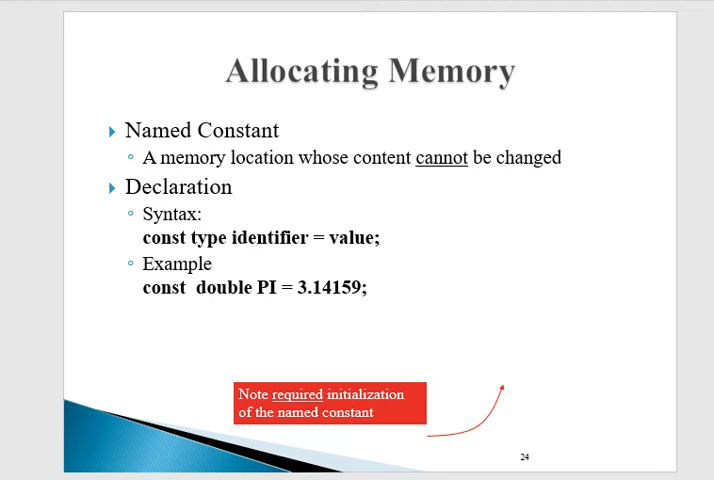 Allocating Memory
Named Constant
A memory location whose content cannot be changed
Declaration
Syntax:
const type identifier = value;
Example
const  double PI = 3.14159;
Note required initialization
of the named constant
24